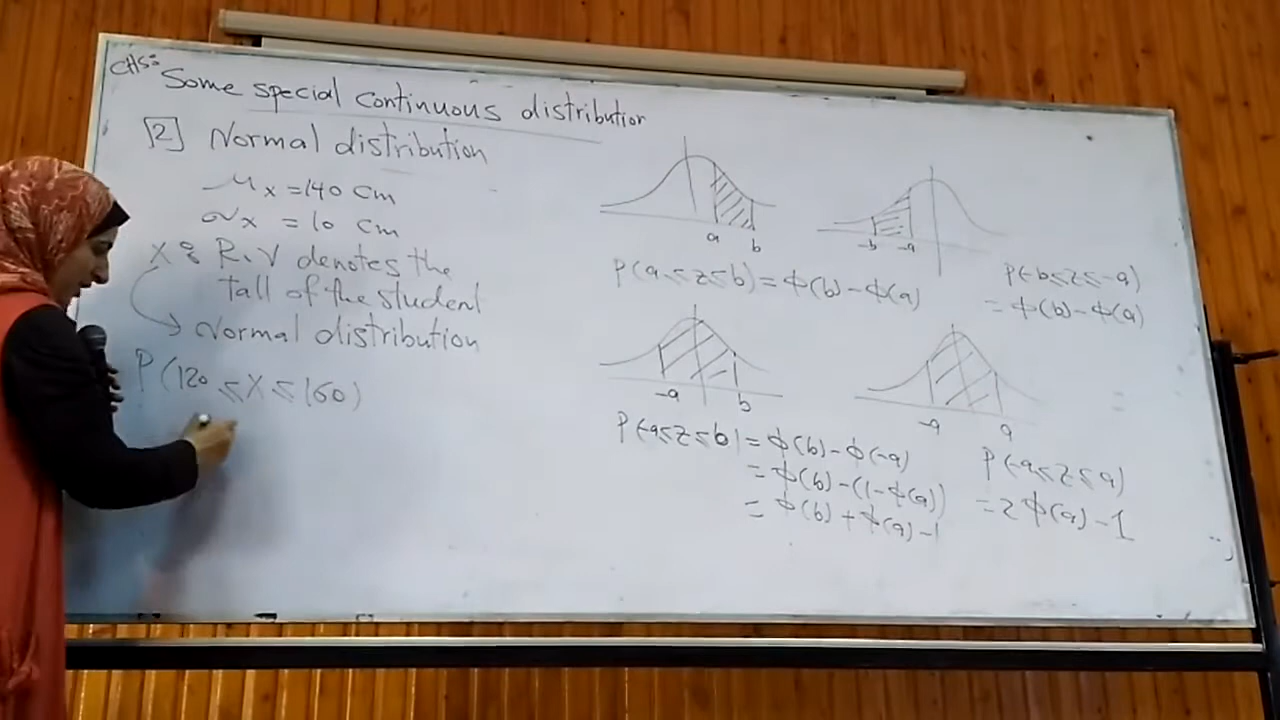 CH5:
Some special continuous distribution
[2] Normal distribution
μx = 140 cm
σx = 10 cm
X : R.V denotes the
tall of the student
Normal distribution
P(120 ≤ X ≤ 160)
a b
P(a ≤ z ≤ b) = ϕ(b) - ϕ(a)
-b -a
P(-b ≤ z ≤ -a)
= ϕ(b) - ϕ(a)
-a b
P(-a ≤ z ≤ b) = ϕ(b) - ϕ(-a)
= ϕ(b) - (1 - ϕ(a))
= ϕ(b) + ϕ(a) - 1
-a a
P(-a ≤ z ≤ a)
= 2ϕ(a) - 1